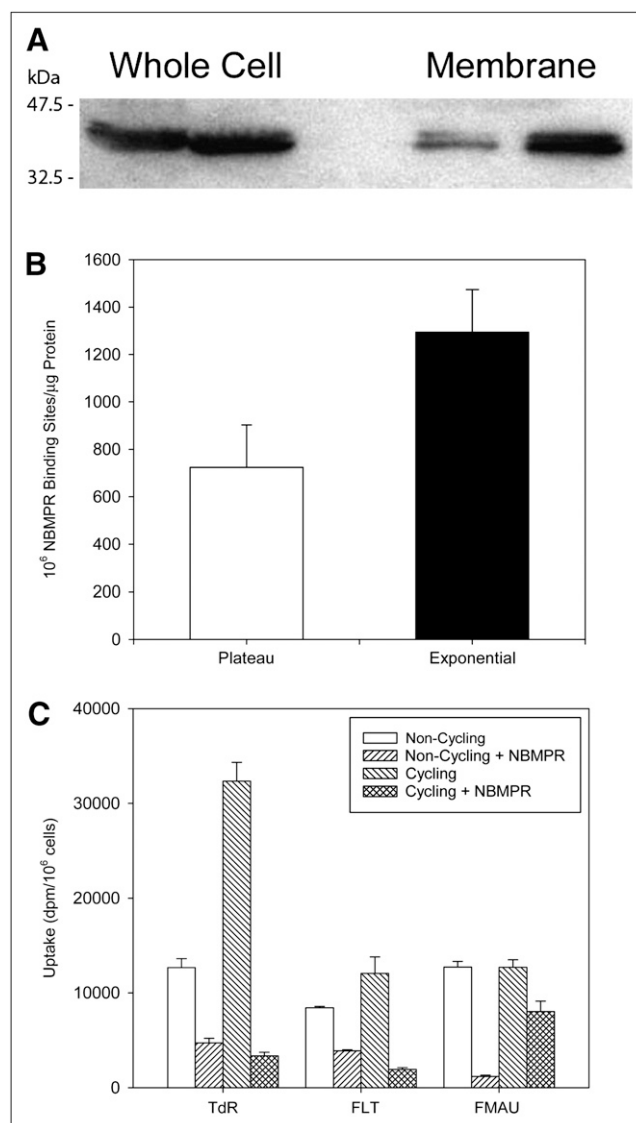 A
Whole Cell Membrane
kDa
47.5 -
32.5 -
B
10⁶ NBMPR Binding Sites/µg Protein
1600
1400
1200
1000
800
600
400
200
0
Plateau Exponential
C
Uptake (dpm/10⁶ cells)
40000
30000
20000
10000
0
Non-Cycling
Non-Cycling + NBMPR
Cycling
Cycling + NBMPR
TdR FLT FMAU